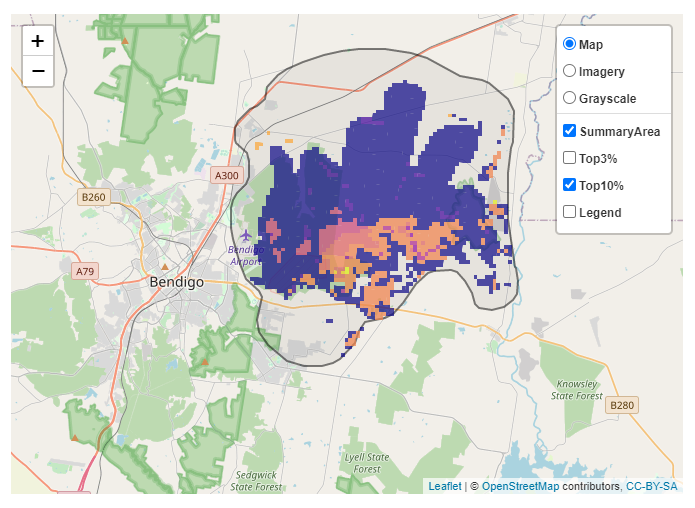 +
−
Map
Imagery
Grayscale
SummaryArea
Top3%
Top10%
Legend
A300
B260
Bendigo
Airport
A79
Bendigo
Knowsley
State Forest
B280
Lyell State
Forest
Sedgwick
State Forest
Leaflet | © OpenStreetMap contributors, CC-BY-SA